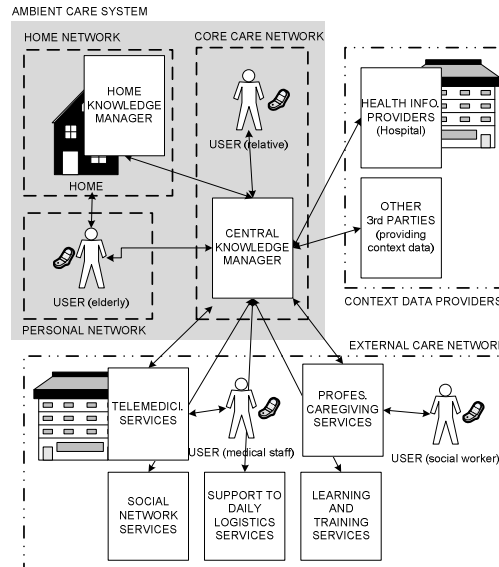 AMBIENT CARE SYSTEM
HOME NETWORK
CORE CARE NETWORK
HOME
KNOWLEDGE
MANAGER
HOME
USER (relative)
HEALTH INFO.
PROVIDERS
(Hospital)
OTHER
3rd PARTIES
(providing
context data)
CONTEXT DATA PROVIDERS
CENTRAL
KNOWLEDGE
MANAGER
USER (elderly)
PERSONAL NETWORK
EXTERNAL CARE NETWORK
TELEMEDICI.
SERVICES
USER (medical staff)
PROFES.
CAREGIVING
SERVICES
USER (social worker)
SOCIAL
NETWORK
SERVICES
SUPPORT TO
DAILY
LOGISTICS
SERVICES
LEARNING
AND
TRAINING
SERVICES